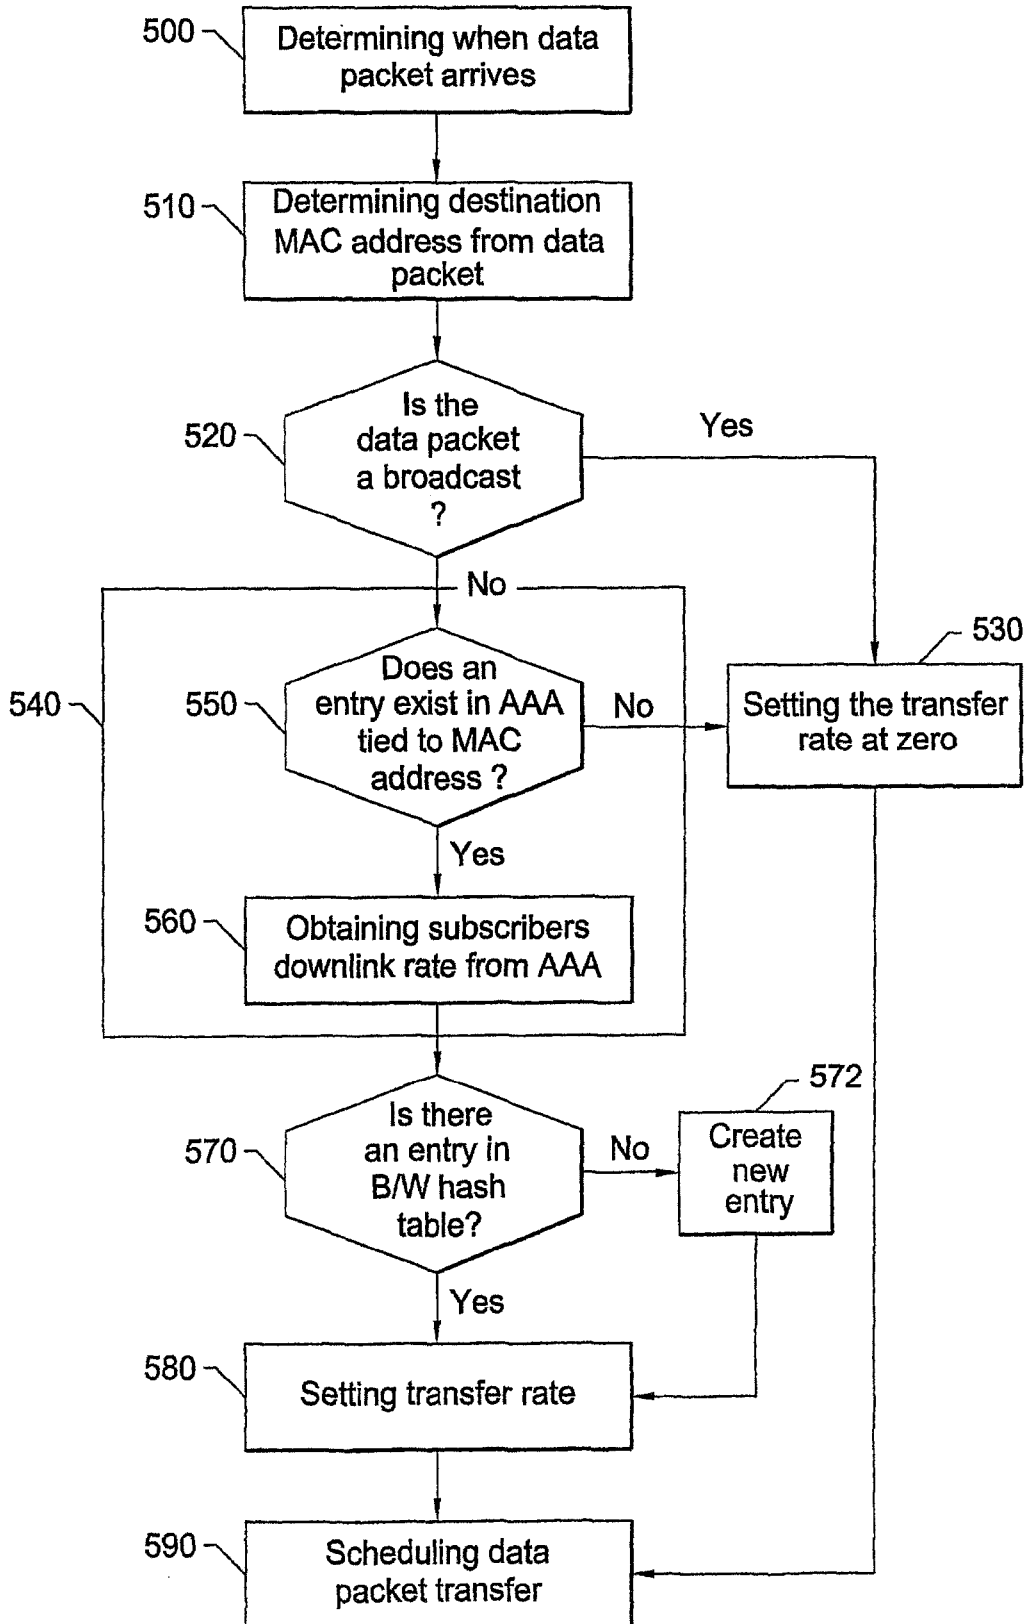 500
Determining when data
packet arrives
510
Determining destination
MAC address from data
packet
520
Is the
data packet
a broadcast
?
Yes
No
530
Setting the transfer
rate at zero
540
550
Does an
entry exist in AAA
tied to MAC
address ?
No
Yes
560
Obtaining subscribers
downlink rate from AAA
570
Is there
an entry in
B/W hash
table?
No
572
Create
new
entry
Yes
580
Setting transfer rate
590
Scheduling data
packet transfer